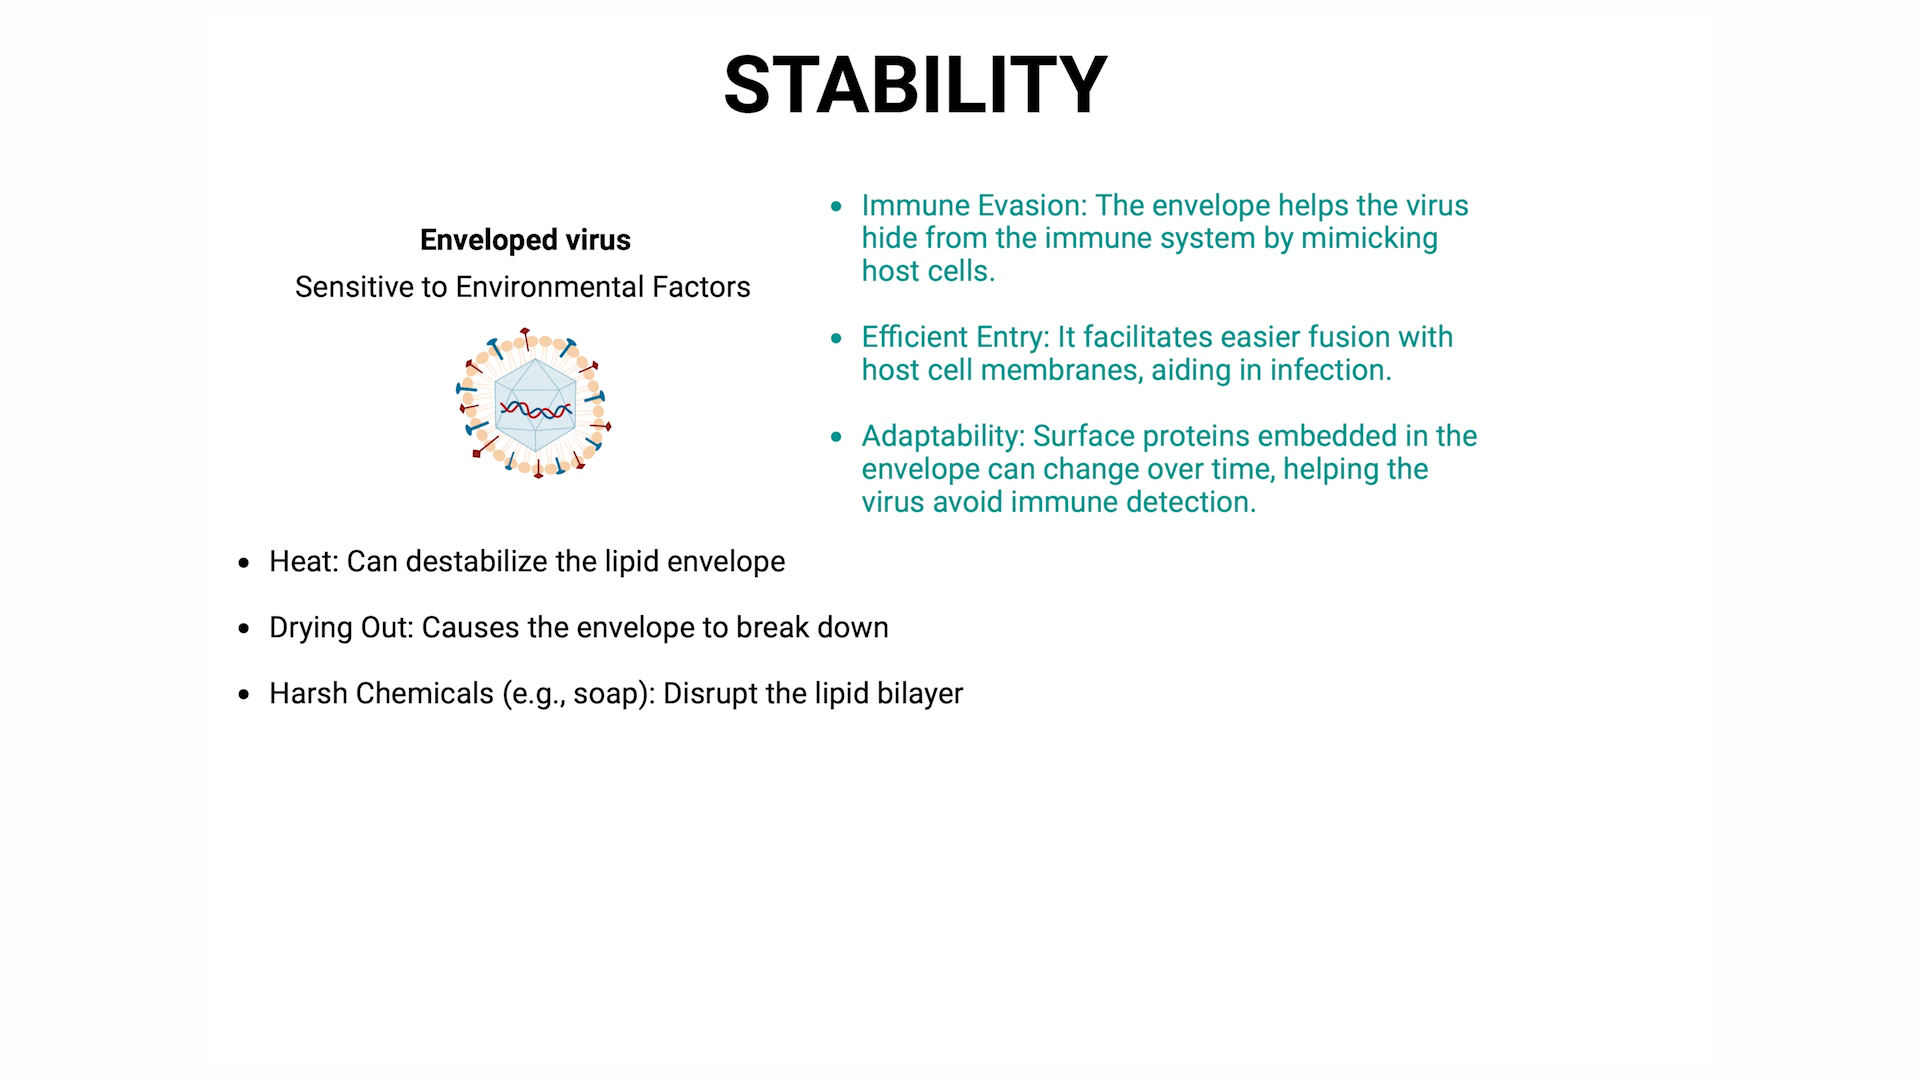 STABILITY
Enveloped virus
Sensitive to Environmental Factors
• Immune Evasion: The envelope helps the virus
hide from the immune system by mimicking
host cells.
• Efficient Entry: It facilitates easier fusion with
host cell membranes, aiding in infection.
• Adaptability: Surface proteins embedded in the
envelope can change over time, helping the
virus avoid immune detection.
• Heat: Can destabilize the lipid envelope
• Drying Out: Causes the envelope to break down
• Harsh Chemicals (e.g., soap): Disrupt the lipid bilayer